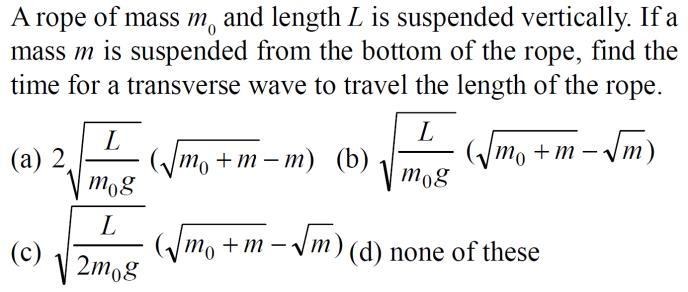 A rope of mass m₀ and length L is suspended vertically. If a
mass m is suspended from the bottom of the rope, find the
time for a transverse wave to travel the length of the rope.
(a) 2√(L/(m₀g)) (√(m₀ + m) − m) (b) √(L/(m₀g)) (√(m₀ + m) − √m)
(c) √(L/(2m₀g)) (√(m₀ + m) − √m) (d) none of these